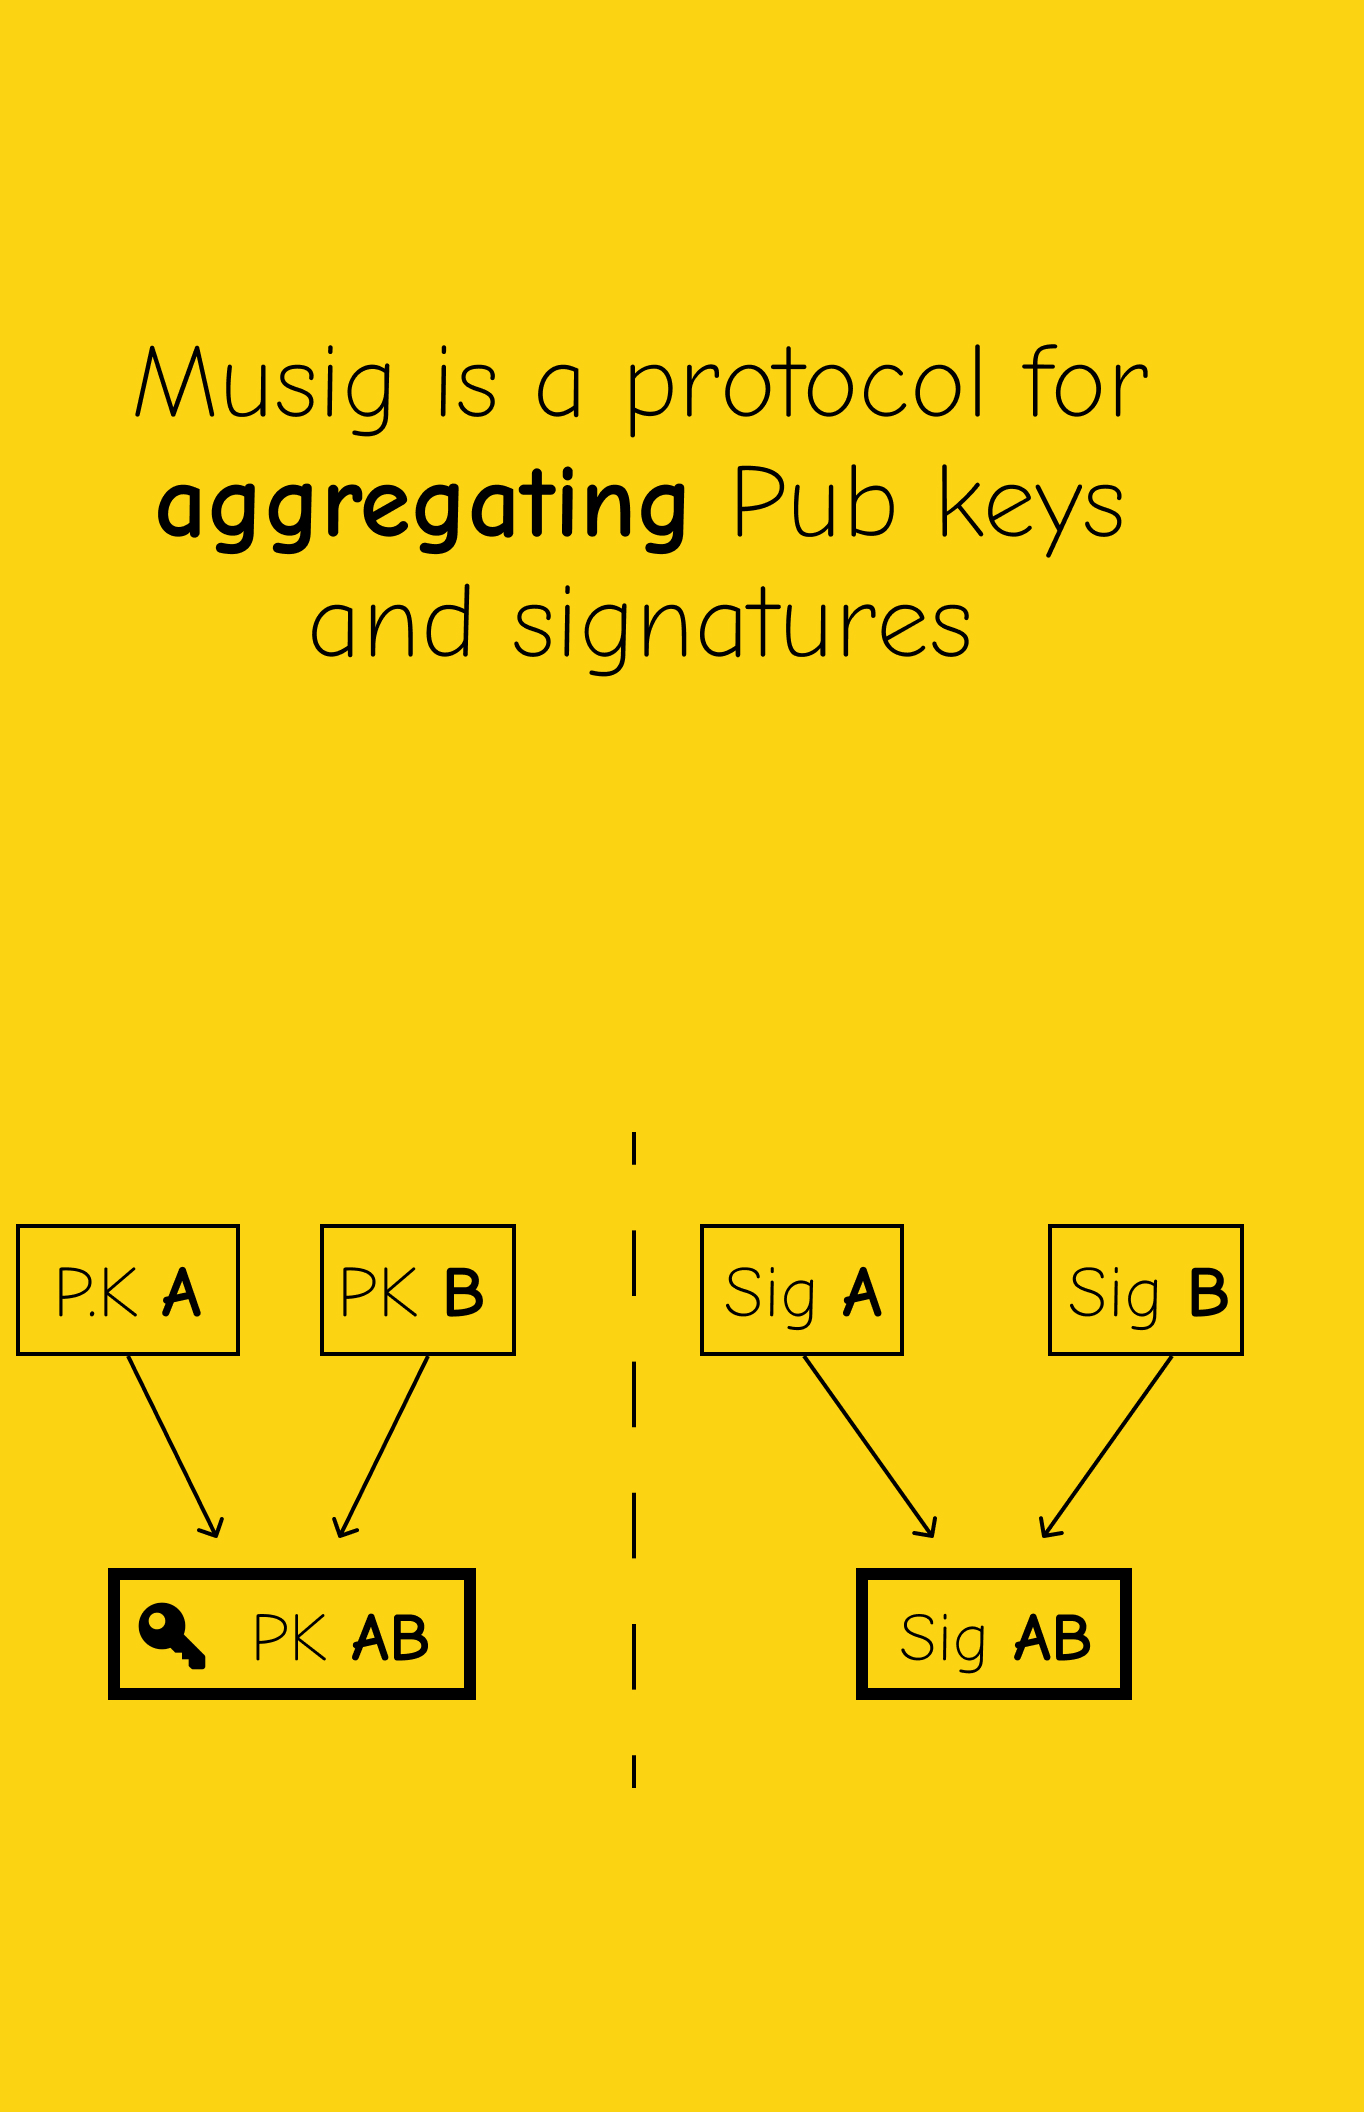 Musig is a protocol for
aggregating Pub keys
and signatures
P.K A
PK B
Sig A
Sig B
PK AB
Sig AB